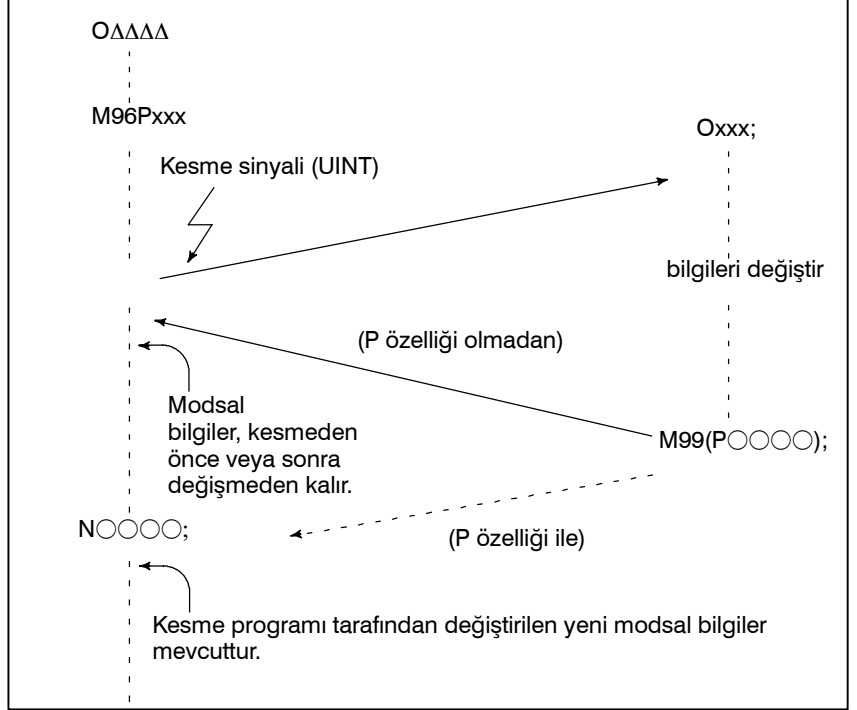 O∆∆∆∆
M96Pxxx
Oxxx;
Kesme sinyali (UINT)
bilgileri değiştir
(P özelliği olmadan)
Modsal
bilgiler, kesmeden
önce veya sonra
değişmeden kalır.
M99(P○○○○);
N○○○○;
(P özelliği ile)
Kesme programı tarafından değiştirilen yeni modsal bilgiler
mevcuttur.